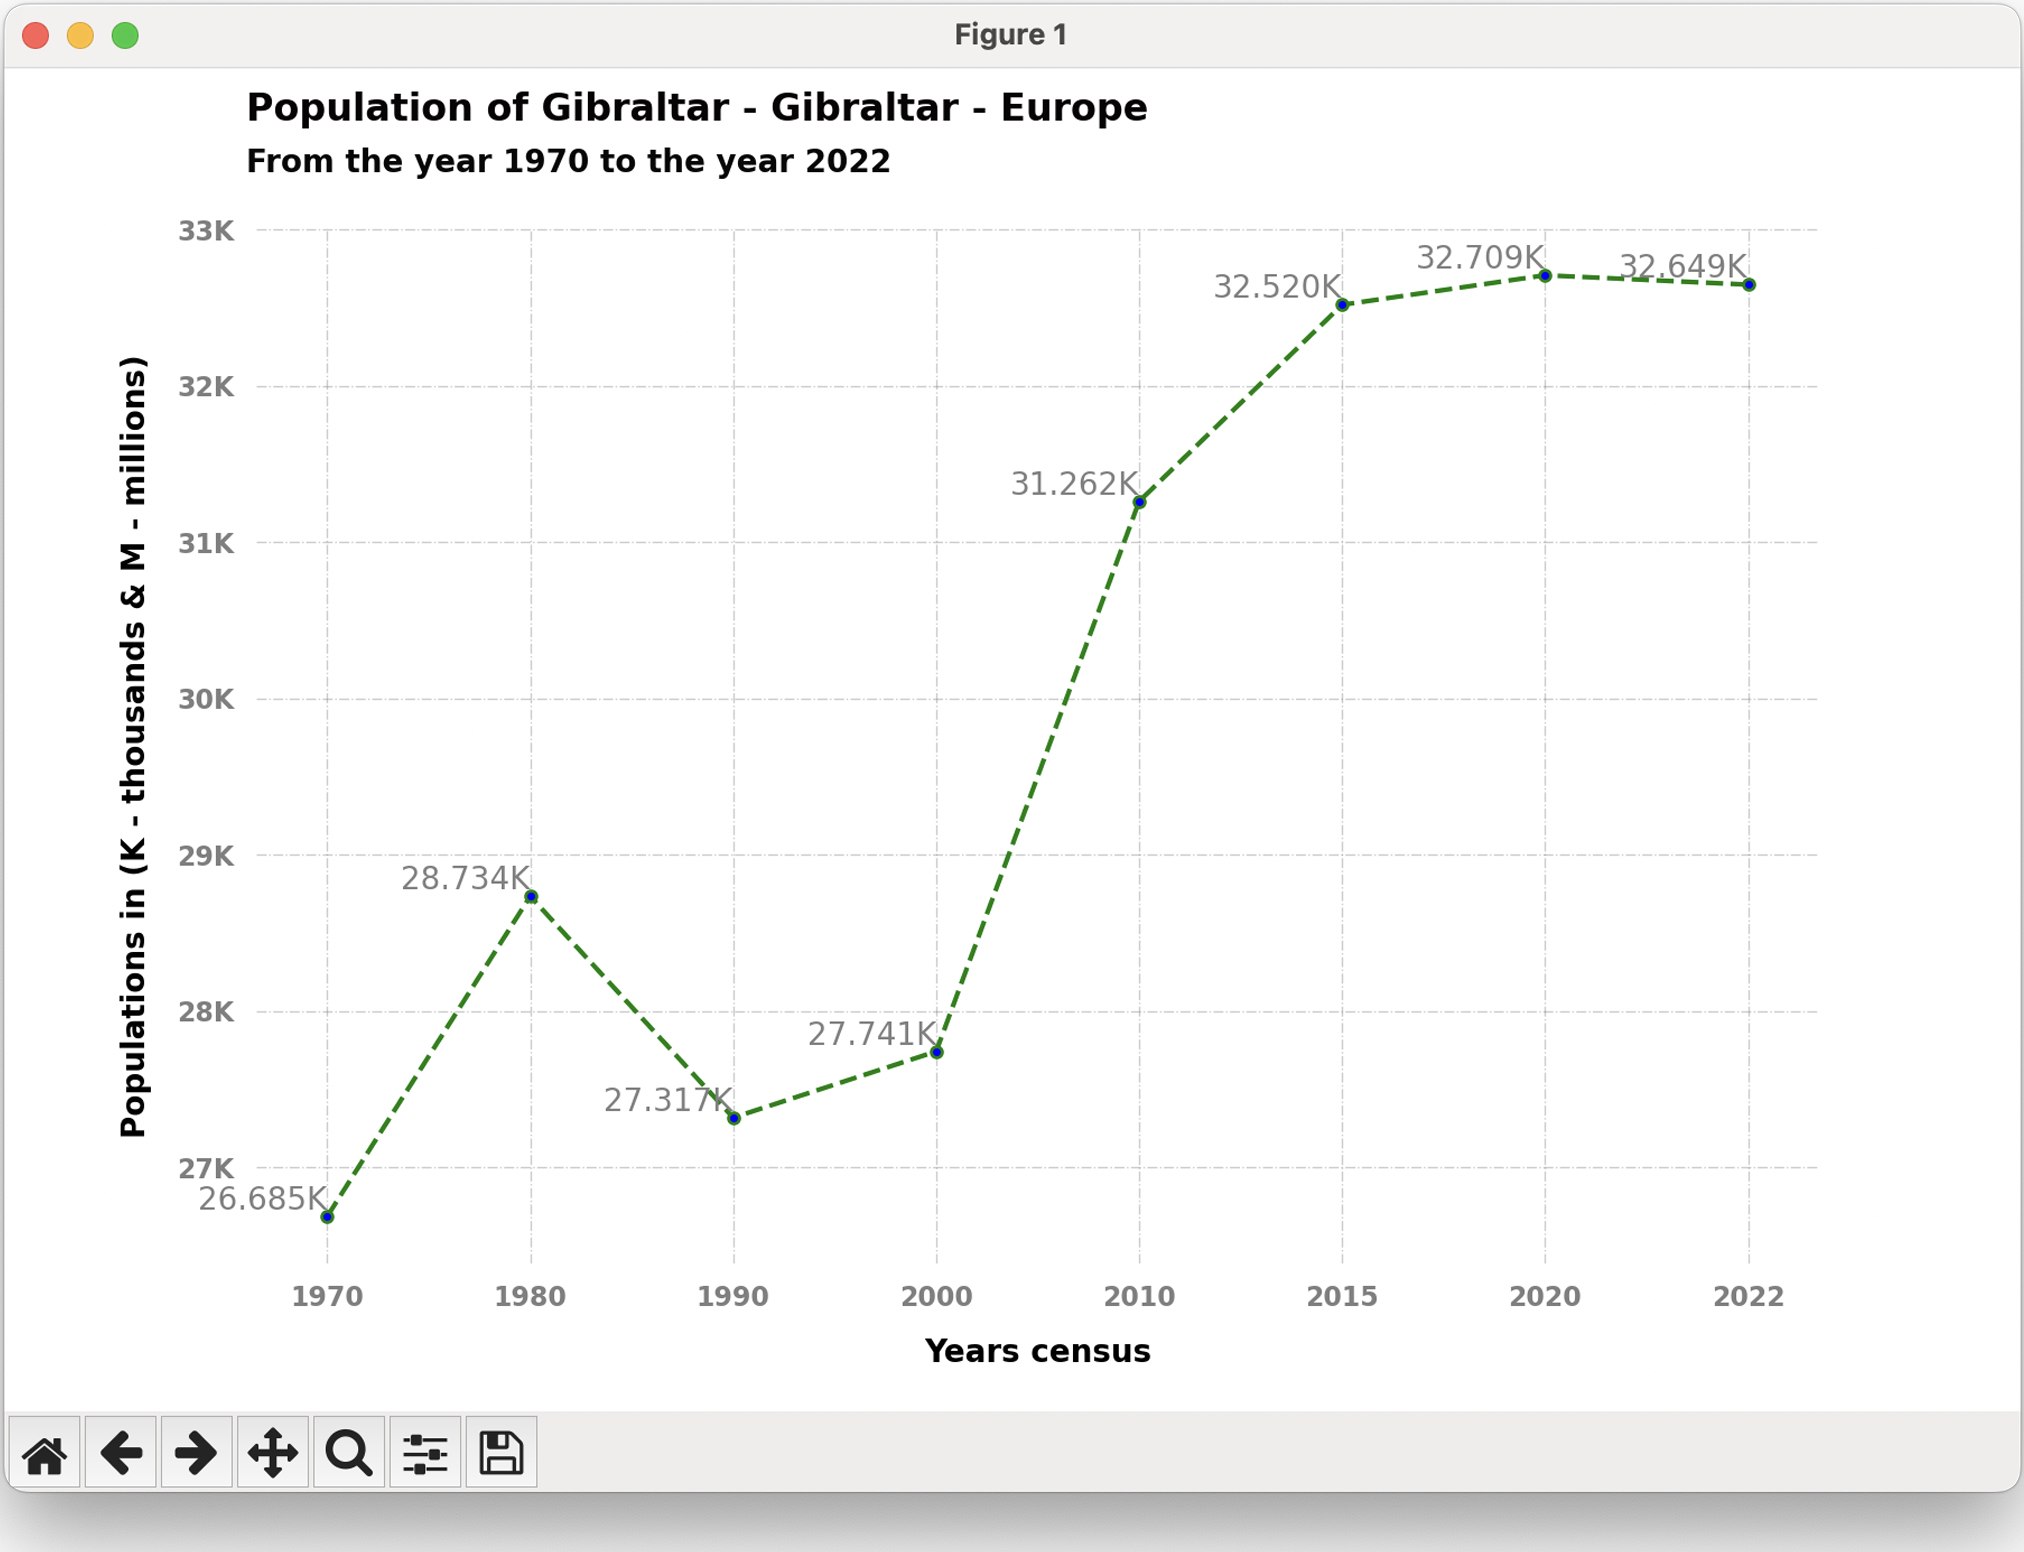 Figure 1
Population of Gibraltar - Gibraltar - Europe
From the year 1970 to the year 2022
Populations in (K - thousands & M - millions)
33K
32K
31K
30K
29K
28K
27K
26.685K
28.734K
27.317K
27.741K
31.262K
32.520K
32.709K
32.649K
1970 1980 1990 2000 2010 2015 2020 2022
Years census